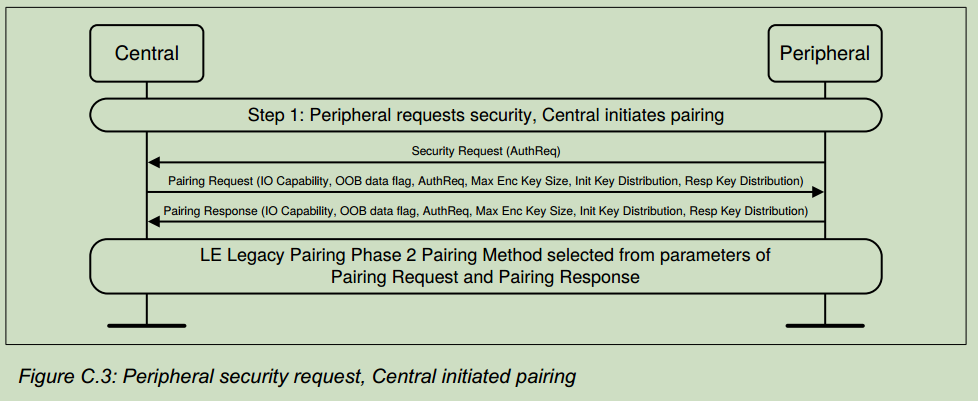 Central
Peripheral
Step 1: Peripheral requests security, Central initiates pairing
Security Request (AuthReq)
Pairing Request (IO Capability, OOB data flag, AuthReq, Max Enc Key Size, Init Key Distribution, Resp Key Distribution)
Pairing Response (IO Capability, OOB data flag, AuthReq, Max Enc Key Size, Init Key Distribution, Resp Key Distribution)
LE Legacy Pairing Phase 2 Pairing Method selected from parameters of
Pairing Request and Pairing Response
Figure C.3: Peripheral security request, Central initiated pairing